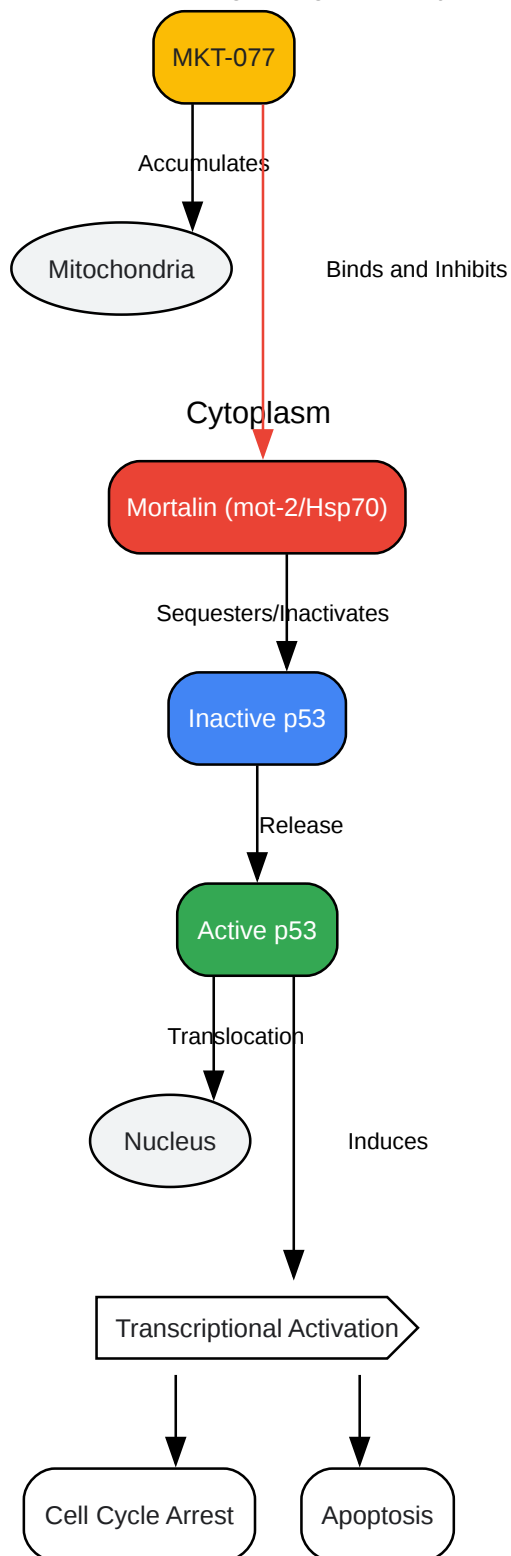 MKT-077
Accumulates
Mitochondria
Binds and Inhibits
Cytoplasm
Mortalin (mot-2/Hsp70)
Sequesters/Inactivates
Inactive p53
Release
Active p53
Translocation
Nucleus
Induces
Transcriptional Activation
Cell Cycle Arrest
Apoptosis